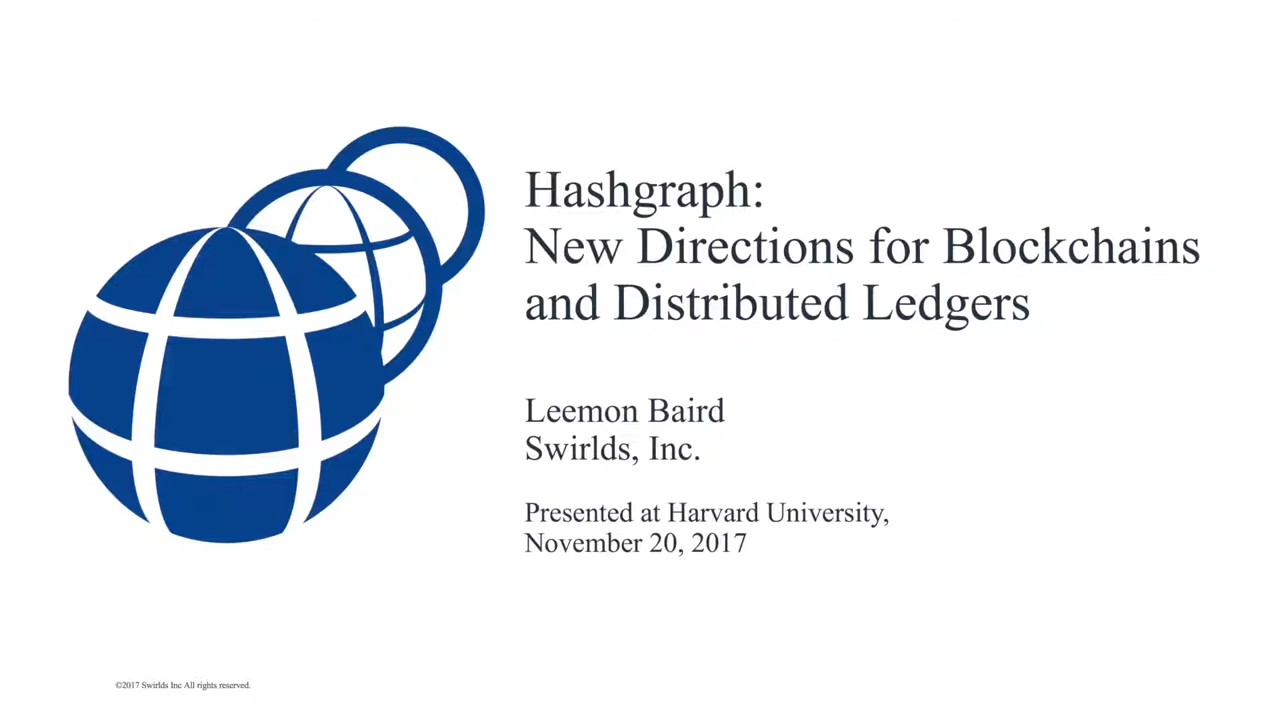 Hashgraph:
New Directions for Blockchains
and Distributed Ledgers
Leemon Baird
Swirlds, Inc.
Presented at Harvard University,
November 20, 2017
©2017 Swirlds Inc All rights reserved.